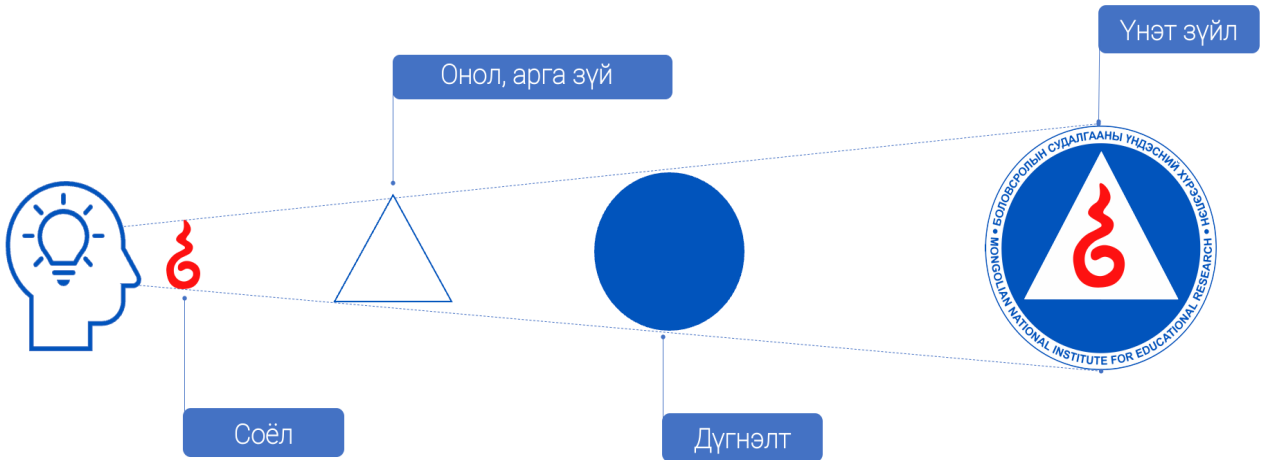 Үнэт зүйл
Онол, арга зүй
• БОЛОВСРОЛЫН СУДАЛГААНЫ ҮНДЭСНИЙ ХҮРЭЭЛЭН •
MONGOLIAN NATIONAL INSTITUTE FOR EDUCATIONAL RESEARCH
Соёл
Дүгнэлт